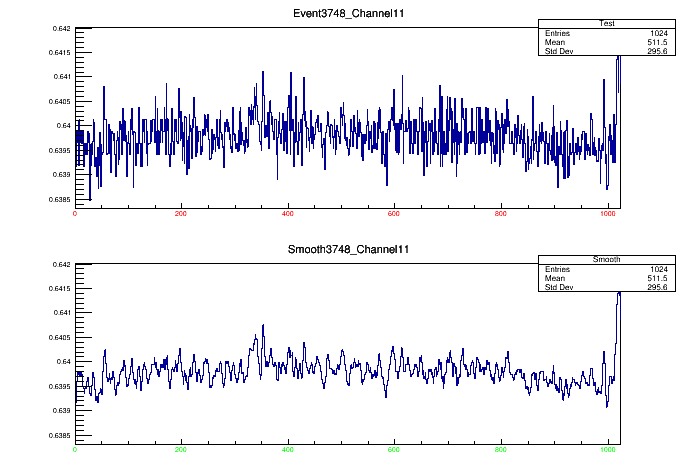 Event3748_Channel11
Test
Entries 1024
Mean 511.5
Std Dev 295.6
0.642
0.6415
0.641
0.6405
0.64
0.6395
0.639
0.6385
0 200 400 600 800 1000
Smooth3748_Channel11
Smooth
Entries 1024
Mean 511.5
Std Dev 295.6
0.642
0.6415
0.641
0.6405
0.64
0.6395
0.639
0.6385
0 200 400 600 800 1000